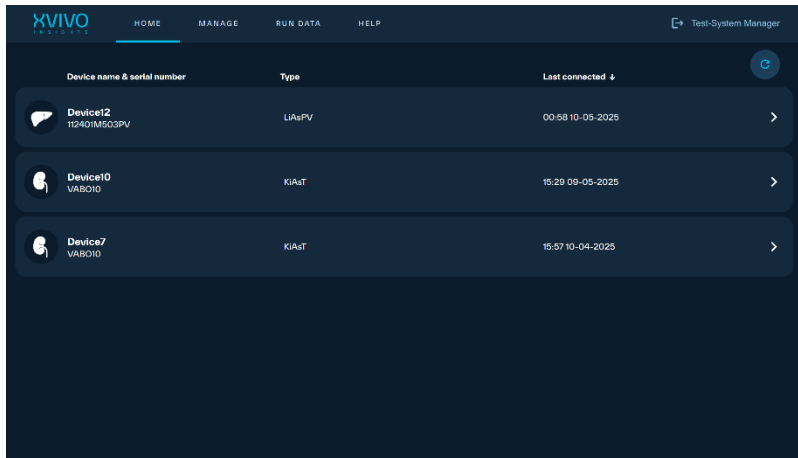 XVIVO
INSIGHTS
HOME MANAGE RUN DATA HELP
Test-System Manager
Device name & serial number Type Last connected ↓
Device12
112401M503PV
LiAsPV
00:58 10-05-2025
Device10
VABO10
KiAsT
15:29 09-05-2025
Device7
VABO10
KiAsT
15:57 10-04-2025